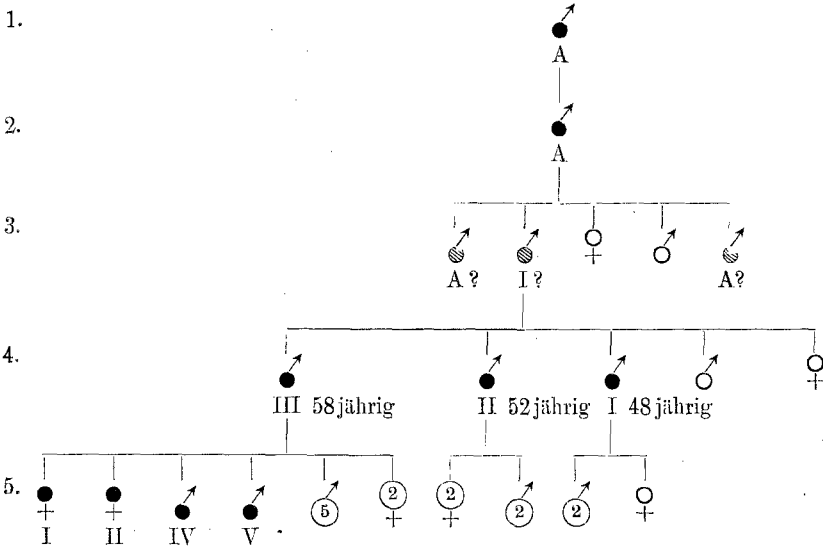 1.
A
2.
A
3.
A? I? A?
4.
III 58jährig II 52jährig I 48jährig
5.
5 2 2 2 2
I II IV V